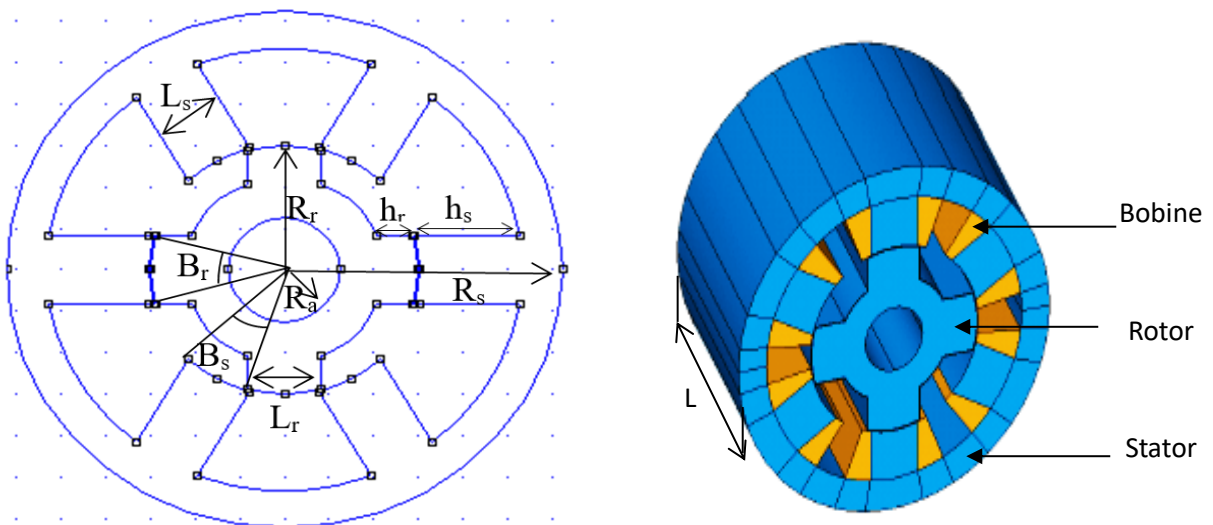 Lₛ
Rᵣ
hᵣ
hₛ
Bᵣ
Rₐ
Rₛ
Bₛ
Lᵣ
Bobine
Rotor
L
Stator